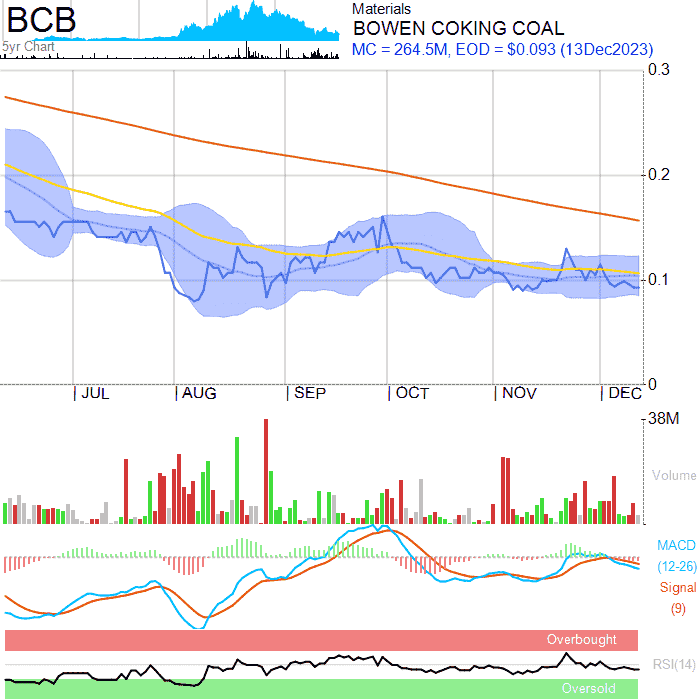 BCB
5yr Chart
Materials
BOWEN COKING COAL
MC = 264.5M, EOD = $0.093 (13Dec2023)
0.3
0.2
0.1
0
JUL
AUG
SEP
OCT
NOV
DEC
38M
Volume
MACD
(12-26)
Signal
(9)
Overbought
RSI(14)
Oversold